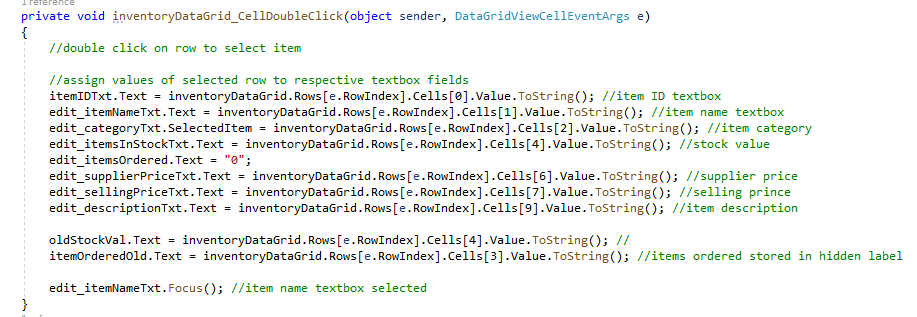 1 reference
private void inventoryDataGrid_CellDoubleClick(object sender, DataGridViewCellEventArgs e)
{
//double click on row to select item
//assign values of selected row to respective textbox fields
itemIDTxt.Text = inventoryDataGrid.Rows[e.RowIndex].Cells[0].Value.ToString(); //item ID textbox
edit_itemNameTxt.Text = inventoryDataGrid.Rows[e.RowIndex].Cells[1].Value.ToString(); //item name textbox
edit_categoryTxt.SelectedItem = inventoryDataGrid.Rows[e.RowIndex].Cells[2].Value.ToString(); //item category
edit_itemsInStockTxt.Text = inventoryDataGrid.Rows[e.RowIndex].Cells[4].Value.ToString(); //stock value
edit_itemsOrdered.Text = "0";
edit_supplierPriceTxt.Text = inventoryDataGrid.Rows[e.RowIndex].Cells[6].Value.ToString(); //supplier price
edit_sellingPriceTxt.Text = inventoryDataGrid.Rows[e.RowIndex].Cells[7].Value.ToString(); //selling prince
edit_descriptionTxt.Text = inventoryDataGrid.Rows[e.RowIndex].Cells[9].Value.ToString(); //item description
oldStockVal.Text = inventoryDataGrid.Rows[e.RowIndex].Cells[4].Value.ToString(); //
itemOrderedOld.Text = inventoryDataGrid.Rows[e.RowIndex].Cells[3].Value.ToString(); //items ordered stored in hidden label
edit_itemNameTxt.Focus(); //item name textbox selected
}